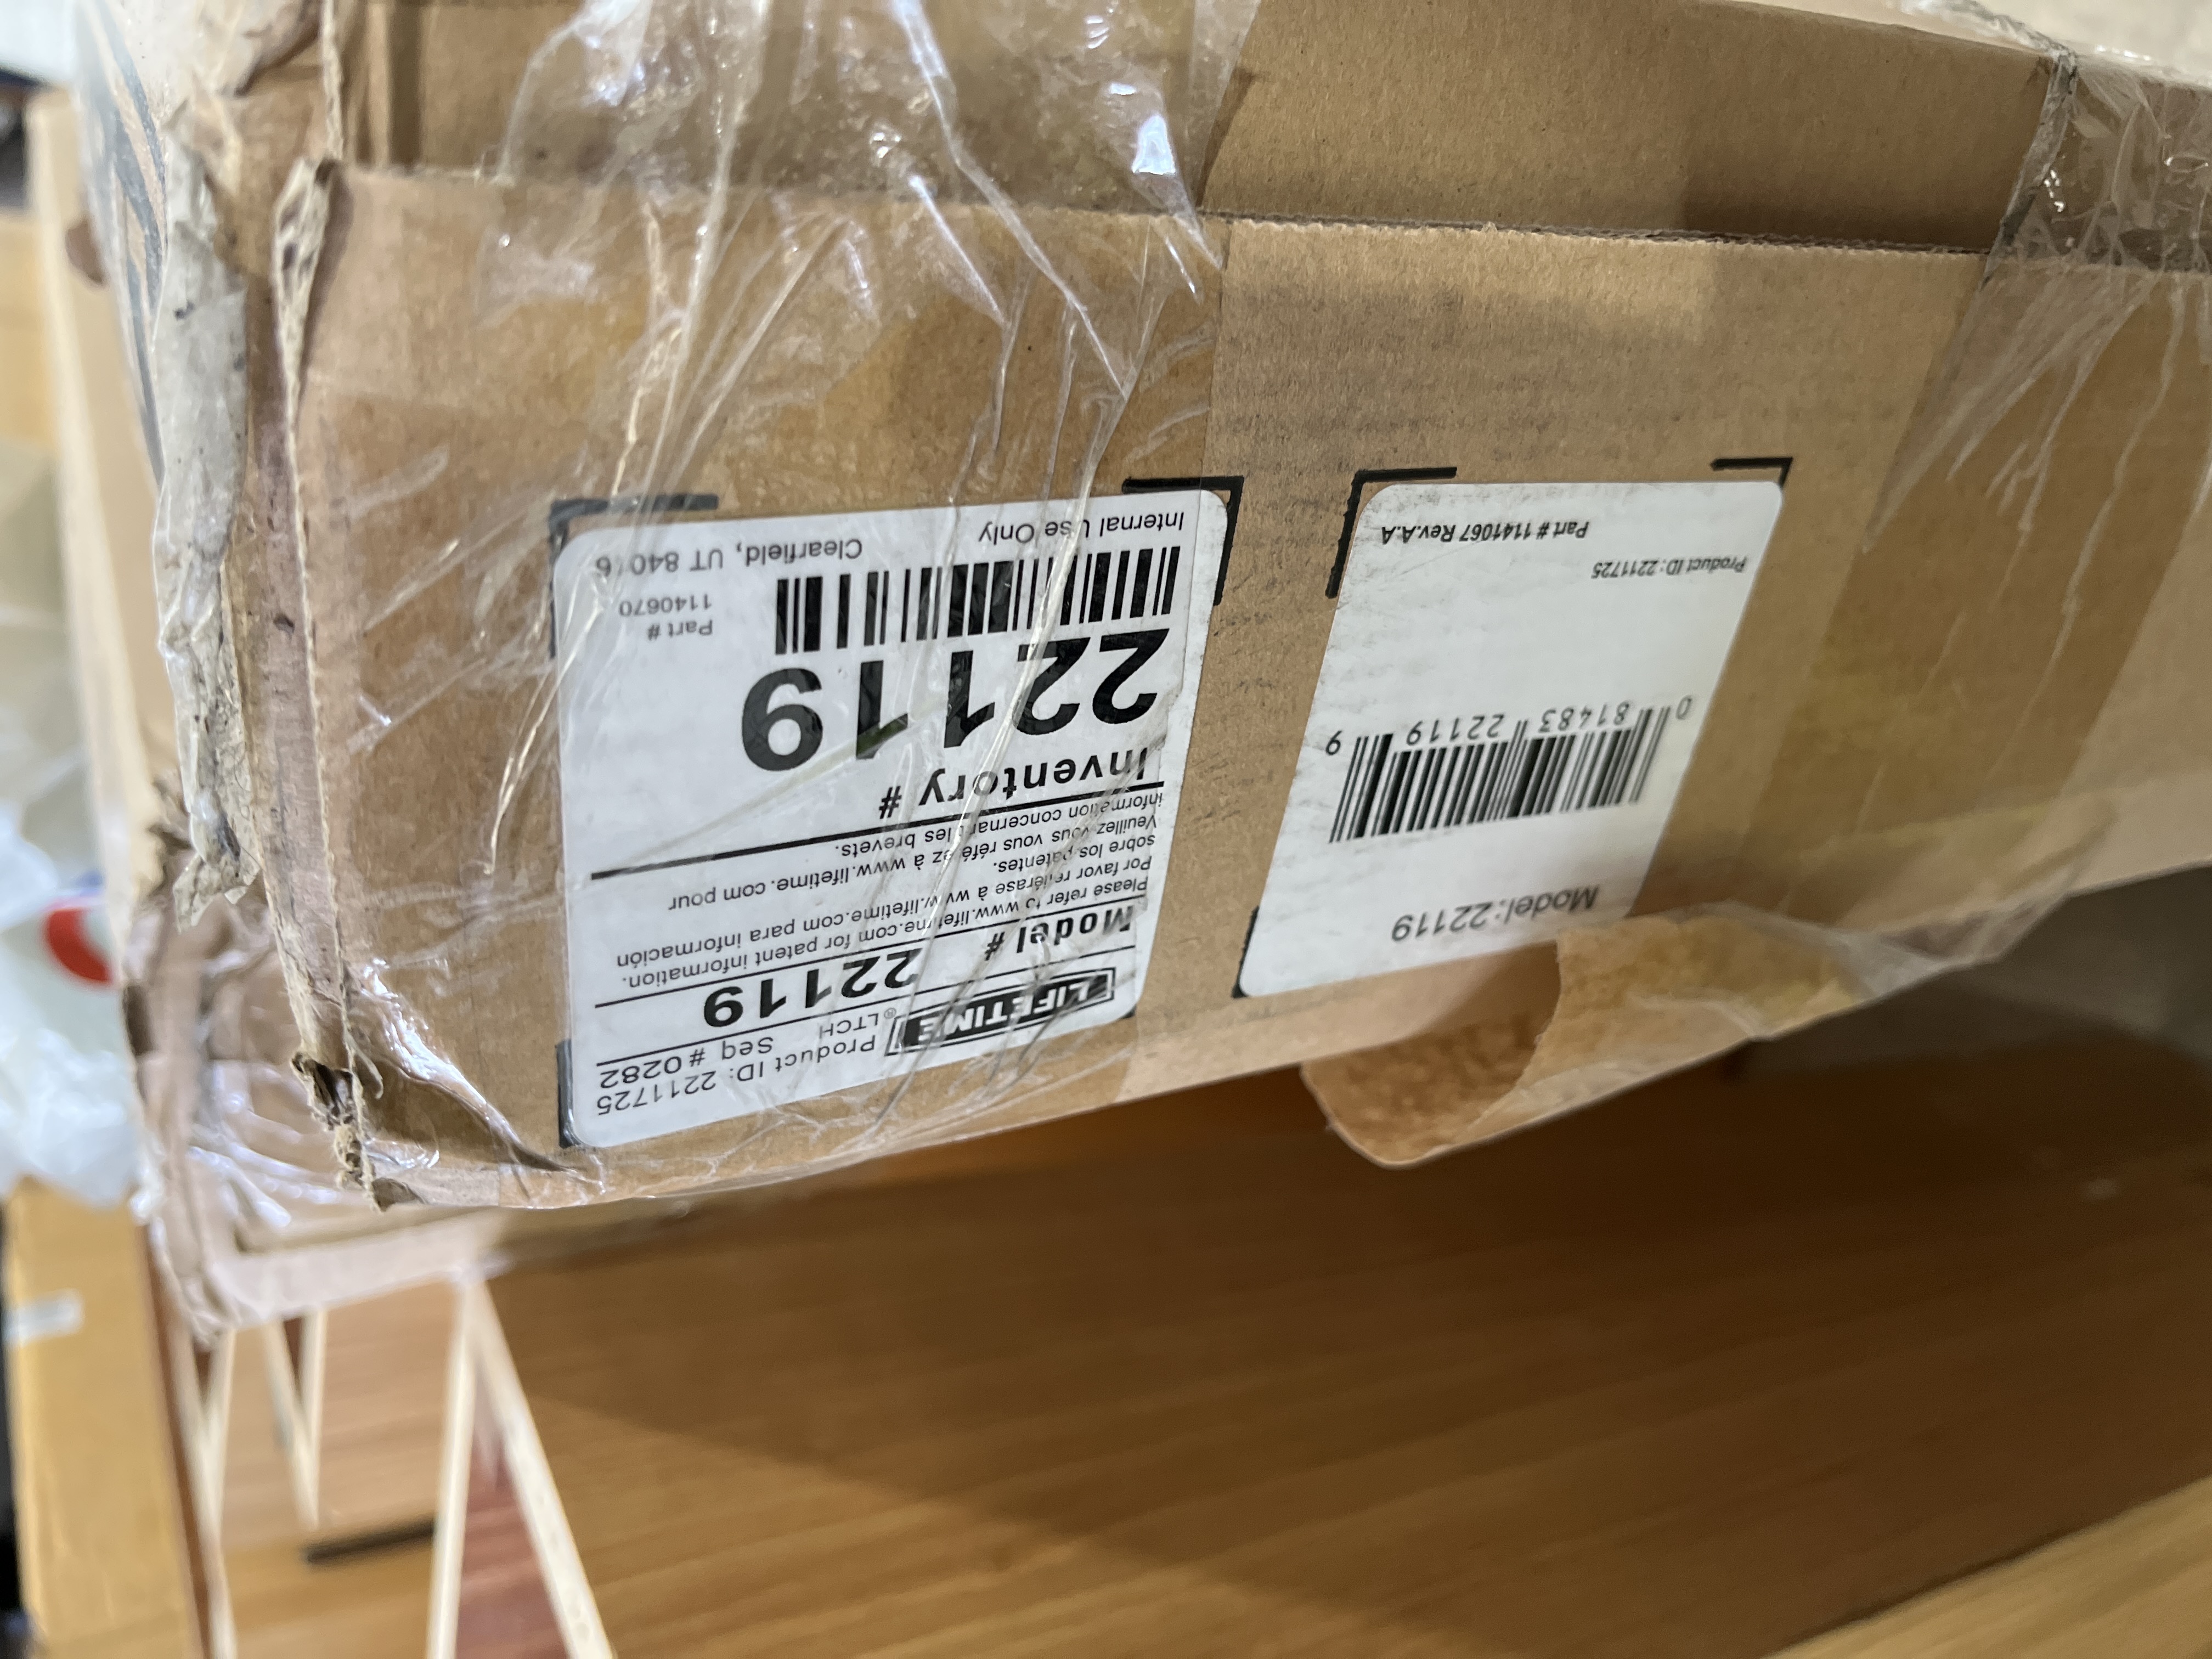 LIFETIME®
LTCH
Product ID: 2211725
Seq # 0282
Model # 22119
Please refer to www.lifetime.com for patent information.
Por favor refiérase a www.lifetime.com para información
sobre los patentes.
Veuillez vous référez à www.lifetime.com pour
information concernant les brevets.
Inventory #
22119
Part #
1140670
Internal Use Only
Clearfield, UT 84016
Model:22119
0 81483 22119 9
Product ID: 2211725
Part # 1141067 Rev.A.A